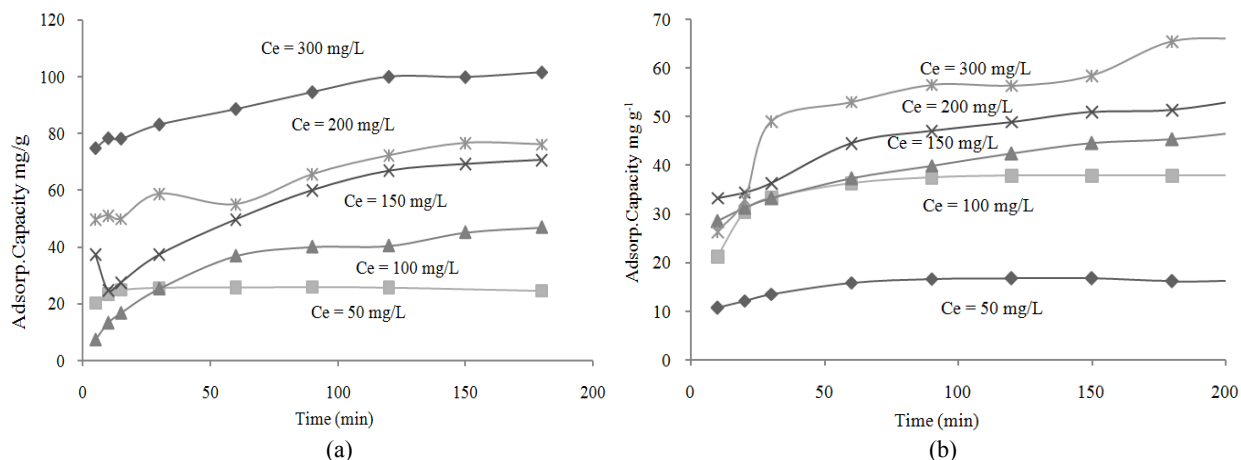 120
100
80
60
40
20
0
Adsorp.Capacity mg/g
Ce = 300 mg/L
Ce = 200 mg/L
Ce = 150 mg/L
Ce = 100 mg/L
Ce = 50 mg/L
0 50 100 150 200
Time (min)
(a)
70
60
50
40
30
20
10
0
Adsorp.Capacity mg g⁻¹
Ce = 300 mg/L
Ce = 200 mg/L
Ce = 150 mg/L
Ce = 100 mg/L
Ce = 50 mg/L
0 50 100 150 200
Time (min)
(b)